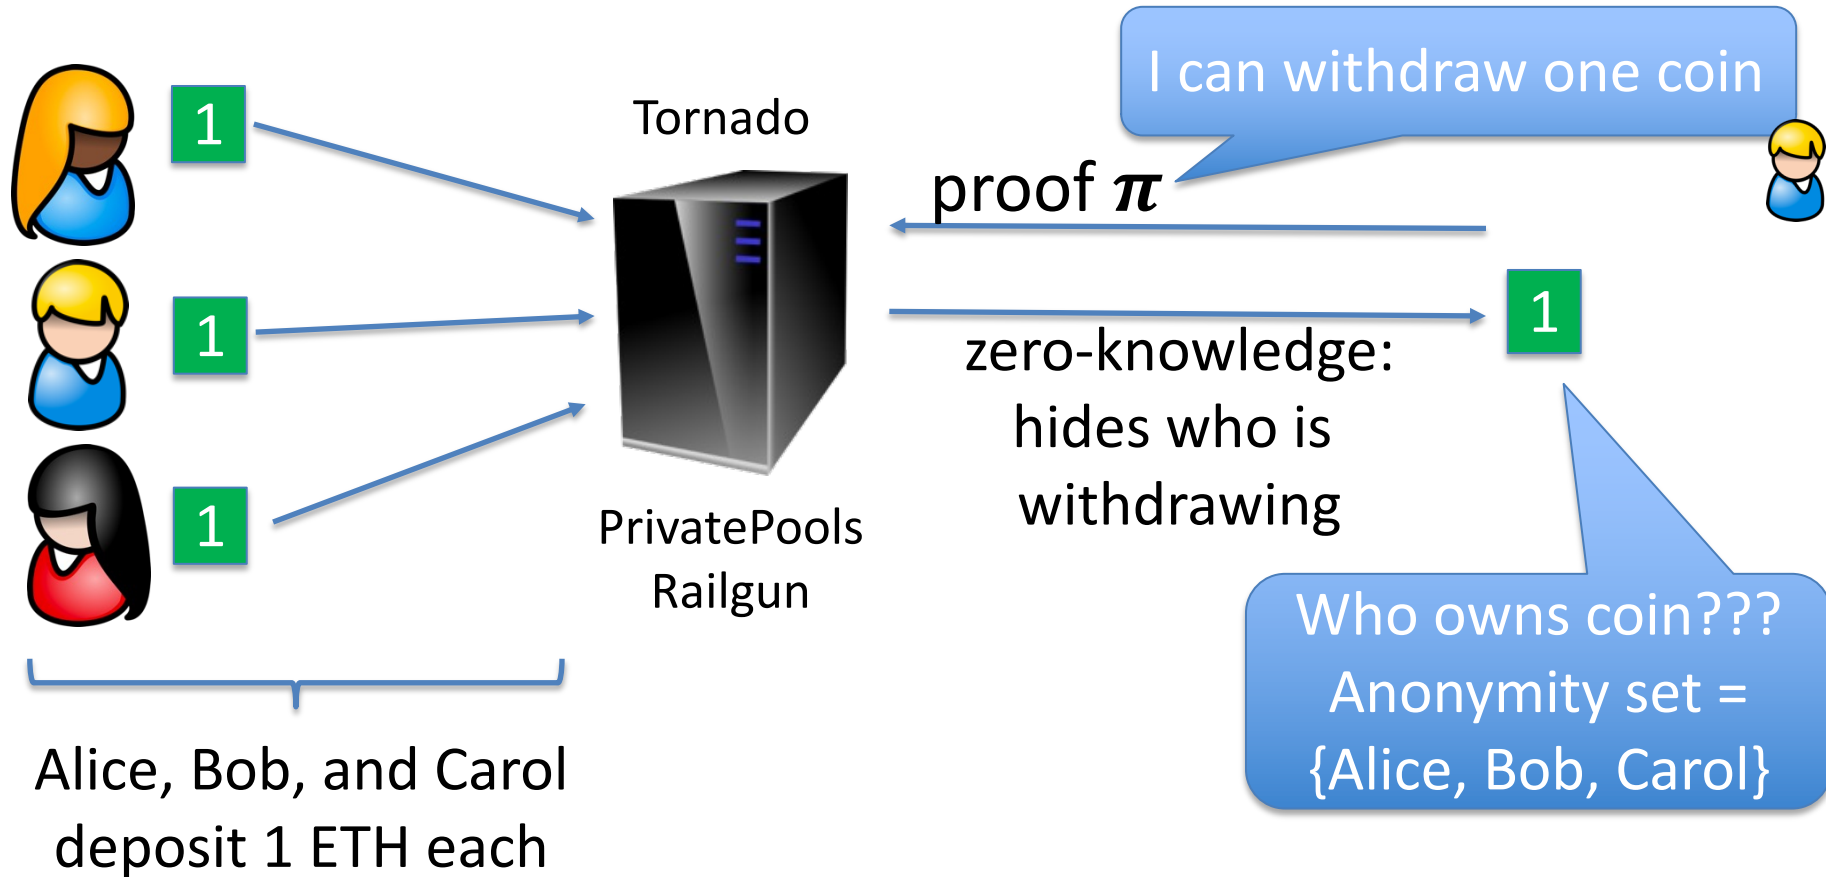 1
1
1
Alice, Bob, and Carol
deposit 1 ETH each
Tornado
PrivatePools
Railgun
I can withdraw one coin
proof π
zero-knowledge:
hides who is
withdrawing
1
Who owns coin???
Anonymity set =
{Alice, Bob, Carol}